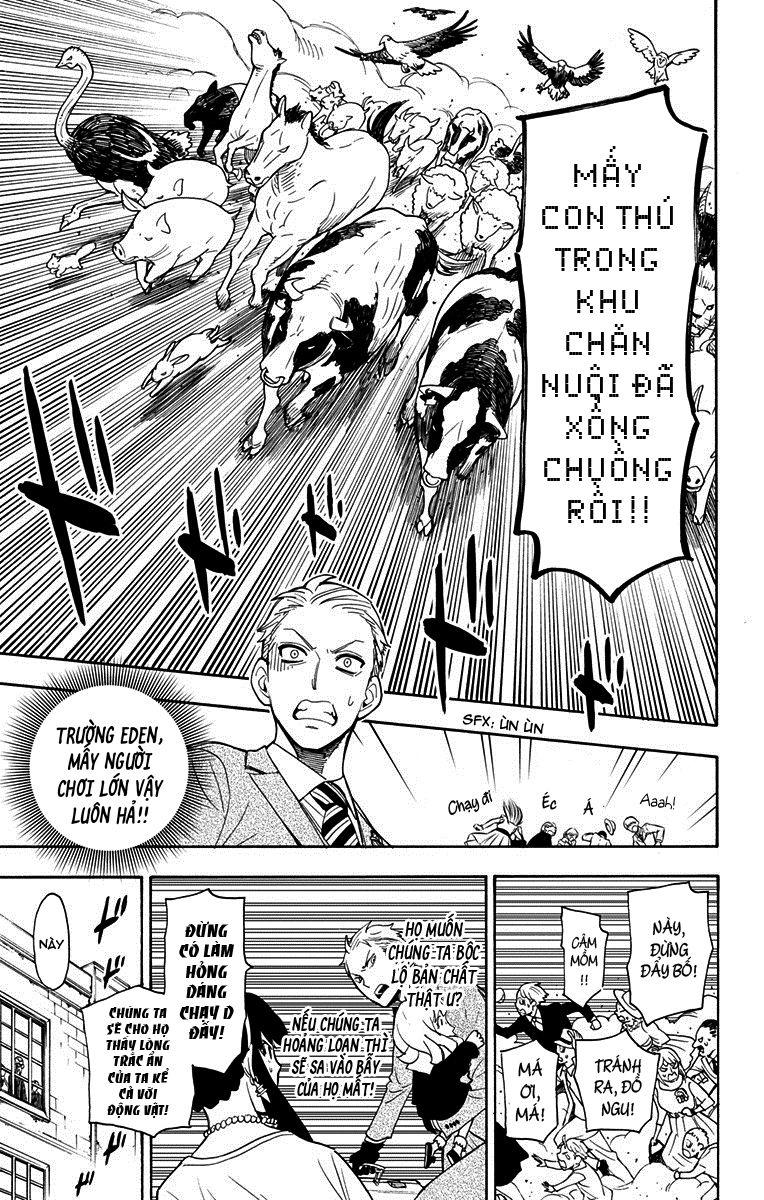 MẤY
CON THÚ
TRONG
KHU
CHĂN
NUÔI ĐÃ
XỔNG
CHUỒNG
RỒI!!
SFX: ÙN ÙN
TRƯỜNG EDEN,
MẤY NGƯỜI
CHƠI LỚN VẬY
LUÔN HẢ!!
Chạy đi
Éc
Á
Aaah!
NÀY,
ĐỪNG
ĐẨY BỐ!
CẬM
MỒM
!!
TRÁNH
RA, ĐỒ
NGU!
MÁ
ƠI,
MÁ!
HỌ MUỐN
CHÚNG TA BỘC
LỘ BẢN CHẤT
THẬT Ư?
NẾU CHÚNG TA
HOẢNG LOẠN THÌ
SẼ SA VÀO BẪY
CỦA HỌ MẤT!
ĐỪNG
CÓ LÀM
HỎNG
DÁNG
CHẠY Ở
ĐÂY!
CHÚNG TA
SẼ CHO HỌ
THẤY LÒNG
TRẮC ẨN
CỦA TA KỂ
CẢ VỚI
ĐỘNG VẬT!
NÀY